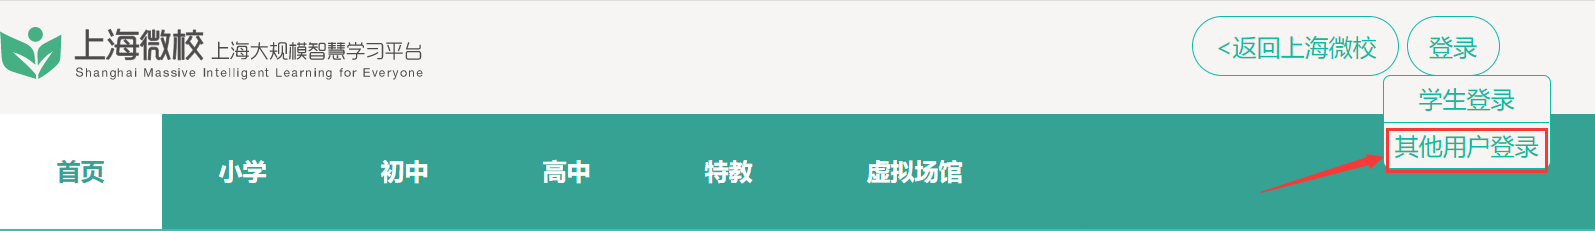 上海微校 上海大规模智慧学习平台
Shanghai Massive Intelligent Learning for Everyone
<返回上海微校 登录
学生登录
其他用户登录
首页 小学 初中 高中 特教 虚拟场馆